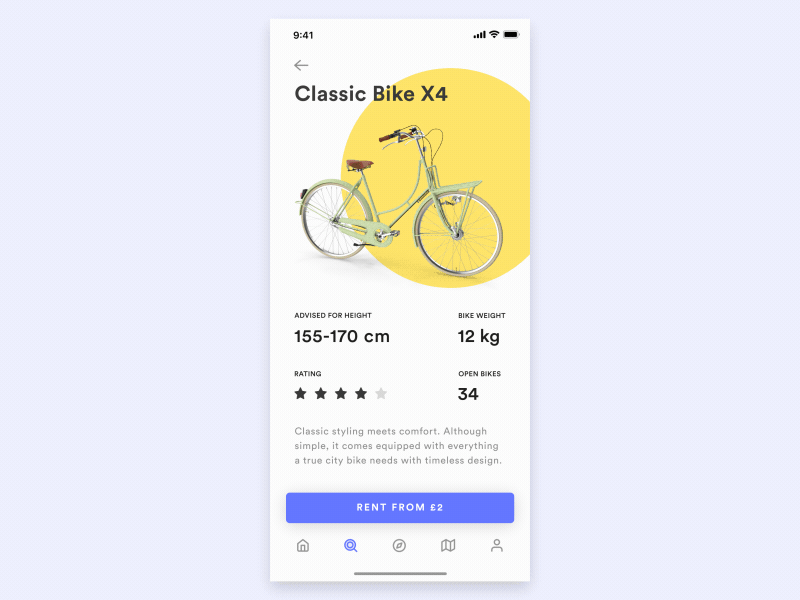 9:41
Classic Bike X4
ADVISED FOR HEIGHT
155-170 cm
BIKE WEIGHT
12 kg
RATING
OPEN BIKES
34
Classic styling meets comfort. Although
simple, it comes equipped with everything
a true city bike needs with timeless design.
RENT FROM £2